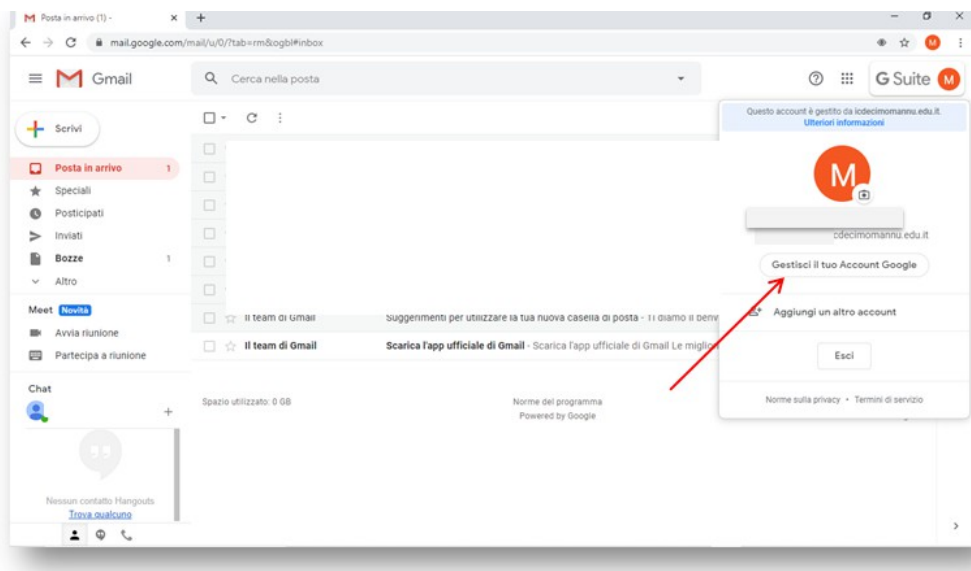 Posta in arrivo (1) -
mail.google.com/mail/u/0/?tab=rm&ogbl#inbox
M
Gmail
Cerca nella posta
G Suite
M
Scrivi
Posta in arrivo 1
Speciali
Posticipati
Inviati
Bozze 1
Altro
Meet Novità
Avvia riunione
Partecipa a riunione
Chat
Nessun contatto Hangouts
Trova qualcuno
Il team di Gmail Suggerimenti per utilizzare la tua nuova casella di posta - Ti diamo il benv
Il team di Gmail Scarica l'app ufficiale di Gmail - Scarica l'app ufficiale di Gmail Le miglio
Spazio utilizzato: 0 GB
Norme del programma
Powered by Google
Questo account è gestito da icdecimomannu.edu.it.
Ulteriori informazioni
M
cdecimomannu.edu.it
Gestisci il tuo Account Google
Aggiungi un altro account
Esci
Norme sulla privacy • Termini di servizio